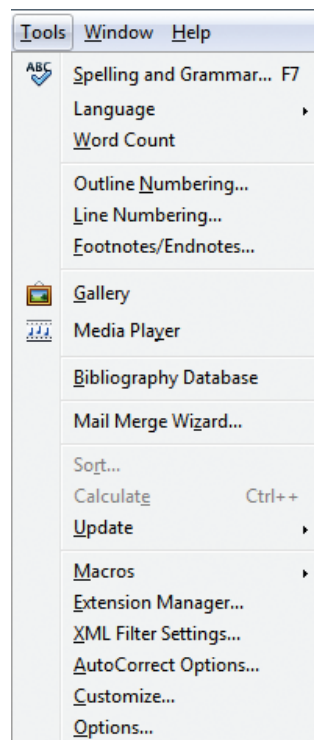 Tools Window Help
ABC Spelling and Grammar... F7
Language
Word Count
Outline Numbering...
Line Numbering...
Footnotes/Endnotes...
Gallery
Media Player
Bibliography Database
Mail Merge Wizard...
Sort...
Calculate Ctrl++
Update
Macros
Extension Manager...
XML Filter Settings...
AutoCorrect Options...
Customize...
Options...